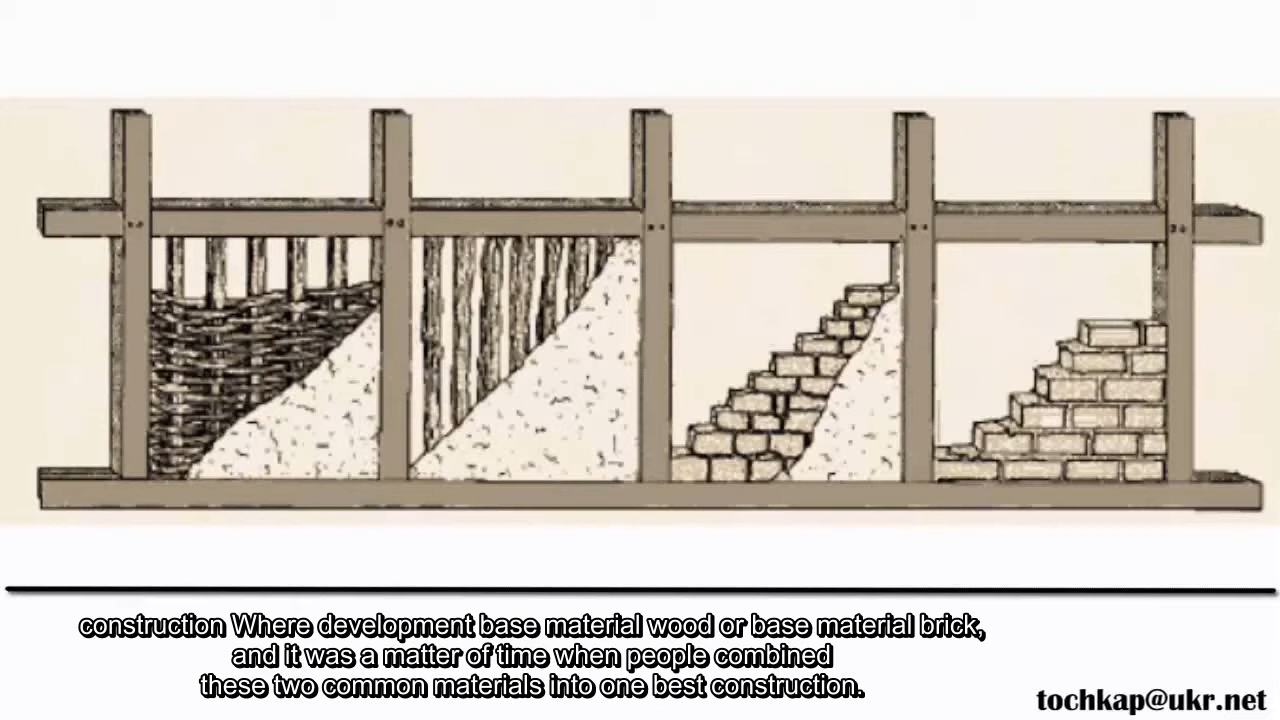 construction Where development base material wood or base material brick,
and it was a matter of time when people combined
these two common materials into one best construction.
tochkap@ukr.net